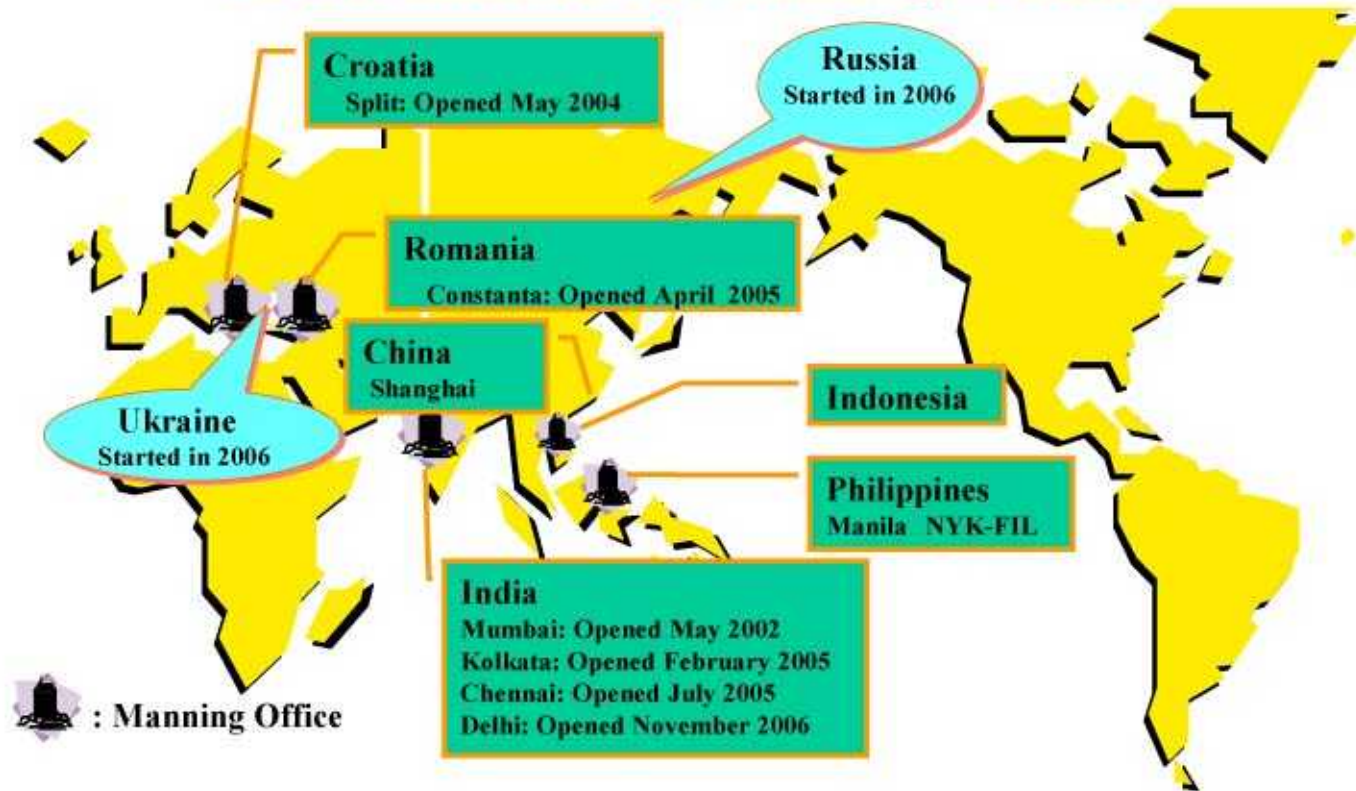 Croatia
Split: Opened May 2004
Russia
Started in 2006
Romania
Constanta: Opened April 2005
China
Shanghai
Indonesia
Ukraine
Started in 2006
Philippines
Manila NYK-FIL
India
Mumbai: Opened May 2002
Kolkata: Opened February 2005
Chennai: Opened July 2005
Delhi: Opened November 2006
: Manning Office